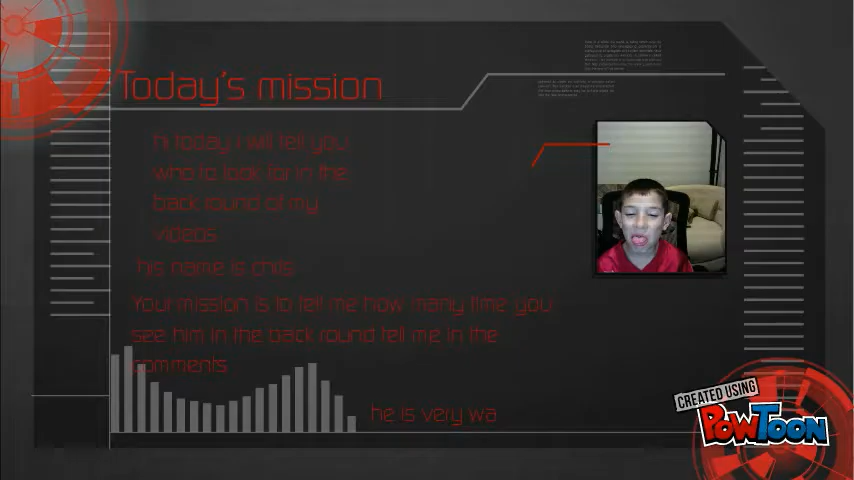 Today's mission
hi today i will tell you
who to look for in the
back round of my
videos
his name is chris
Your mission is to tell me how many time you
see him in the back round tell me in the
comments
he is very wa
CREATED USING
POWTOON